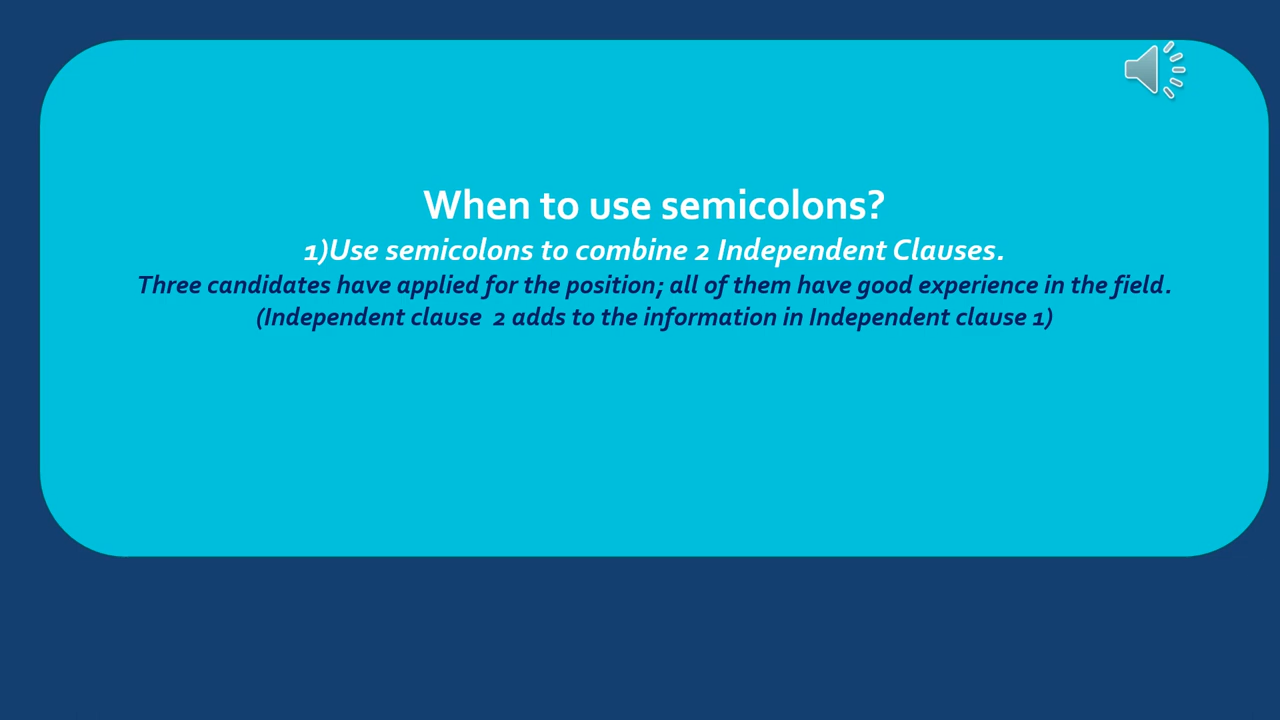 When to use semicolons?
1)Use semicolons to combine 2 Independent Clauses.
Three candidates have applied for the position; all of them have good experience in the field.
(Independent clause  2 adds to the information in Independent clause 1)